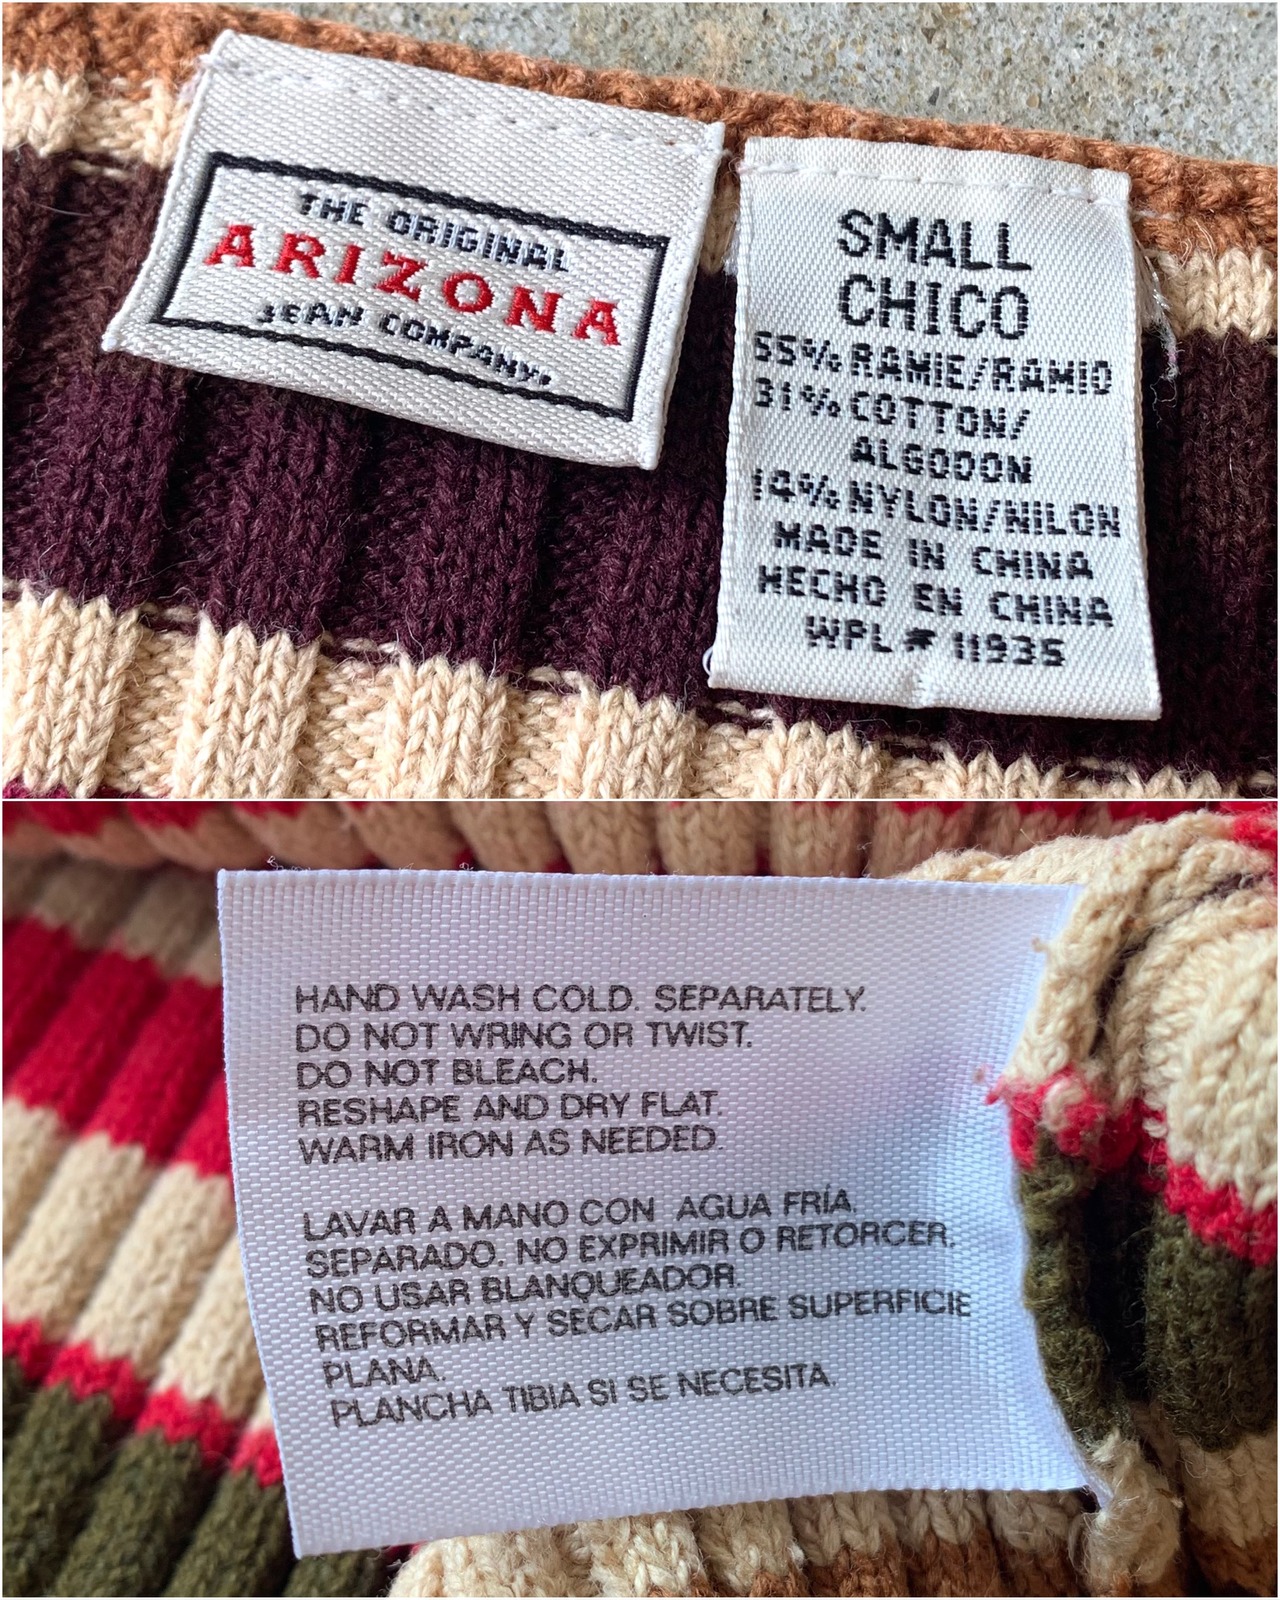 THE ORIGINAL
ARIZONA
JEAN COMPANY.
SMALL
CHICO
55% RAMIE/RAMIO
31% COTTON/
ALGODON
14% NYLON/NILON
MADE IN CHINA
HECHO EN CHINA
WPL # 11935
HAND WASH COLD. SEPARATELY.
DO NOT WRING OR TWIST.
DO NOT BLEACH.
RESHAPE AND DRY FLAT.
WARM IRON AS NEEDED.
LAVAR A MANO CON AGUA FRÍA.
SEPARADO. NO EXPRIMIR O RETORCER.
NO USAR BLANQUEADOR.
REFORMAR Y SECAR SOBRE SUPERFICIE
PLANA.
PLANCHA TIBIA SI SE NECESITA.